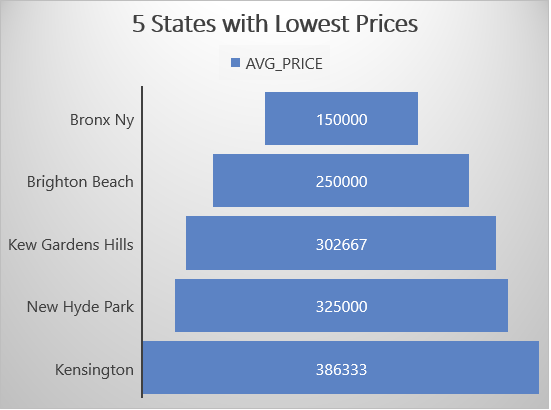 5 States with Lowest Prices
AVG_PRICE
Bronx Ny 150000
Brighton Beach 250000
Kew Gardens Hills 302667
New Hyde Park 325000
Kensington 386333